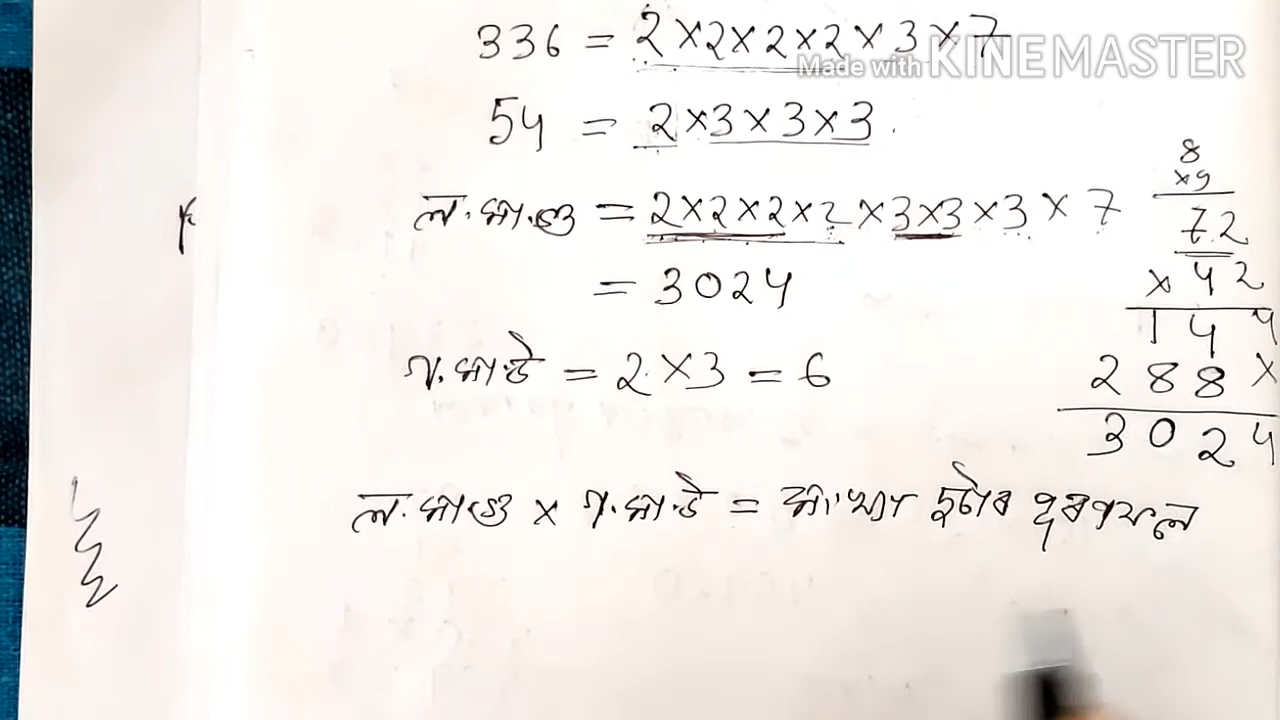 336 = 2×2×2×2×3×7
Made with KINEMASTER
54 = 2×3×3×3.
ল.সা.গু = 2×2×2×2×3×3×3×7
= 3024
গ.সা.উ = 2×3 = 6
ল.সা.গু × গ.সা.উ = সংখ্যা দুটাৰ পূৰণফল
8
×9
72
× 42
144
288×
3024